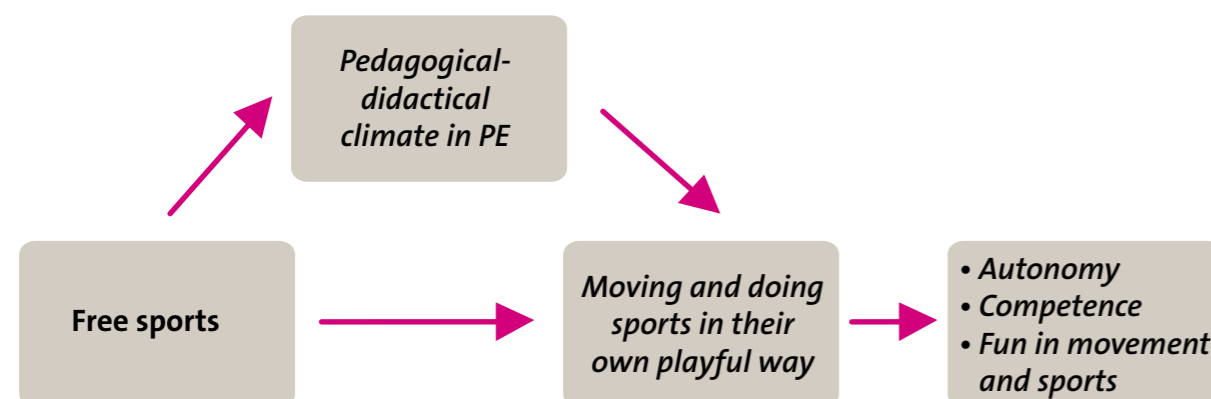 Pedagogical-
didactical
climate in PE
Free sports
Moving and doing
sports in their
own playful way
• Autonomy
• Competence
• Fun in movement
and sports